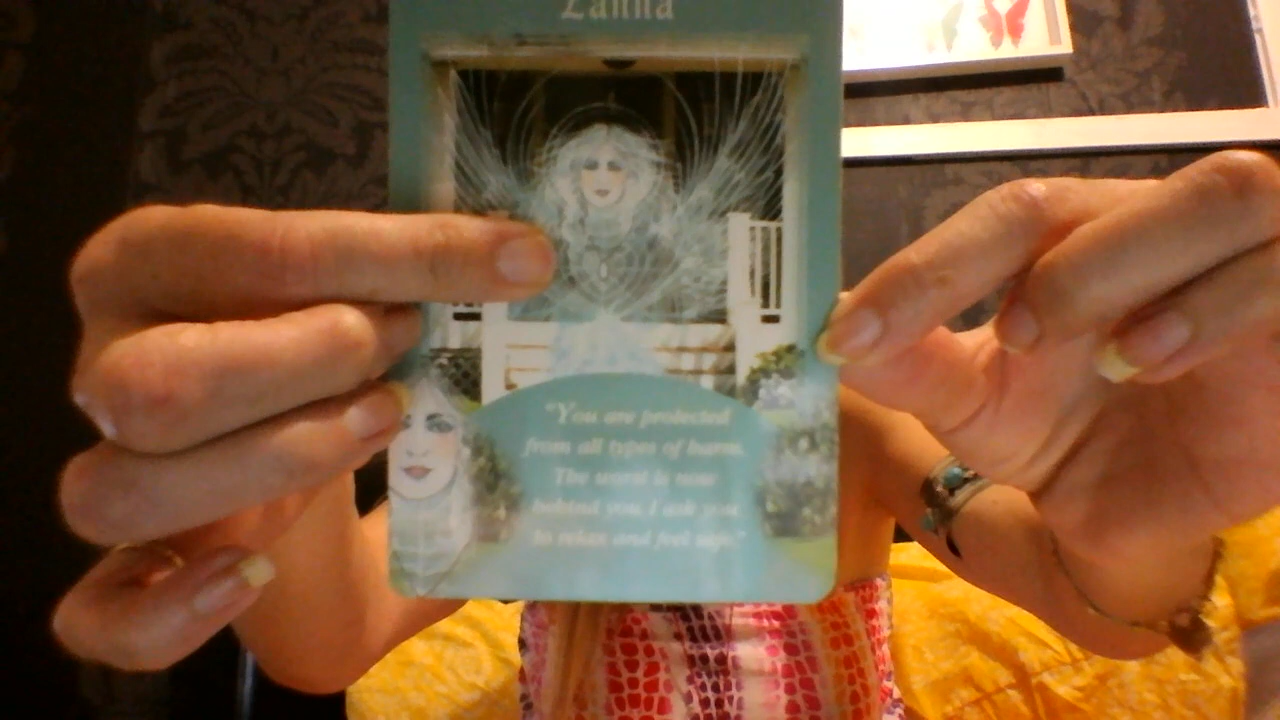 Zanna
"You are protected
from all types of harm.
The worst is now
behind you. I ask you
to relax and feel safe."